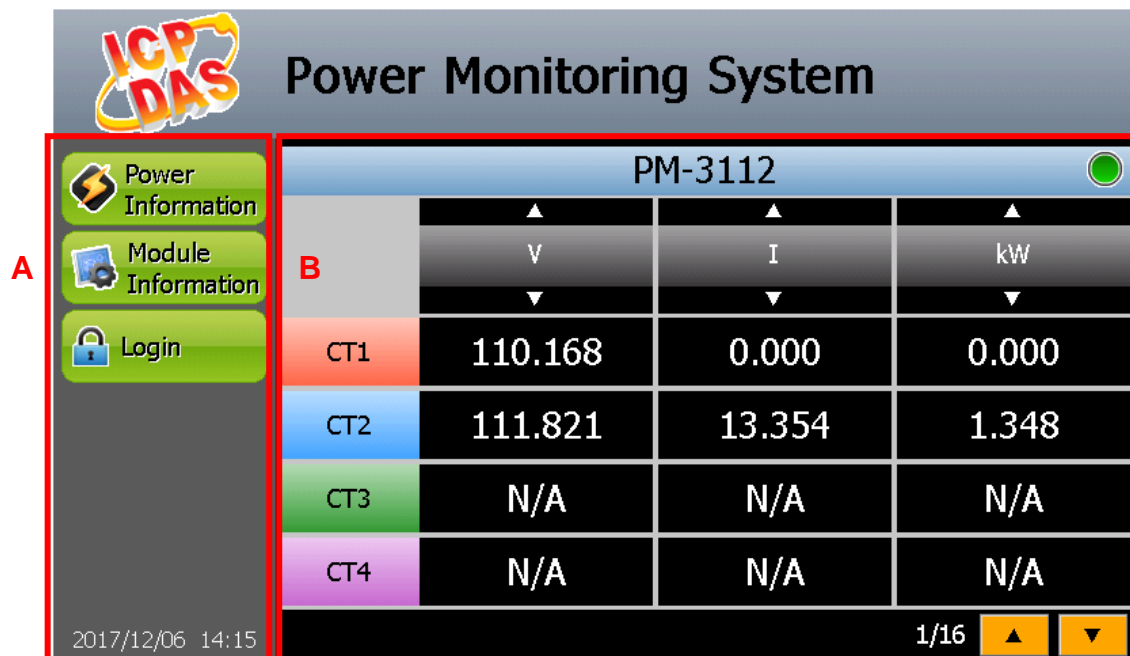 ICP
DAS
Power Monitoring System
A
Power
Information
Module
Information
Login
2017/12/06 14:15
B
PM-3112
V I kW
CT1 110.168 0.000 0.000
CT2 111.821 13.354 1.348
CT3 N/A N/A N/A
CT4 N/A N/A N/A
1/16